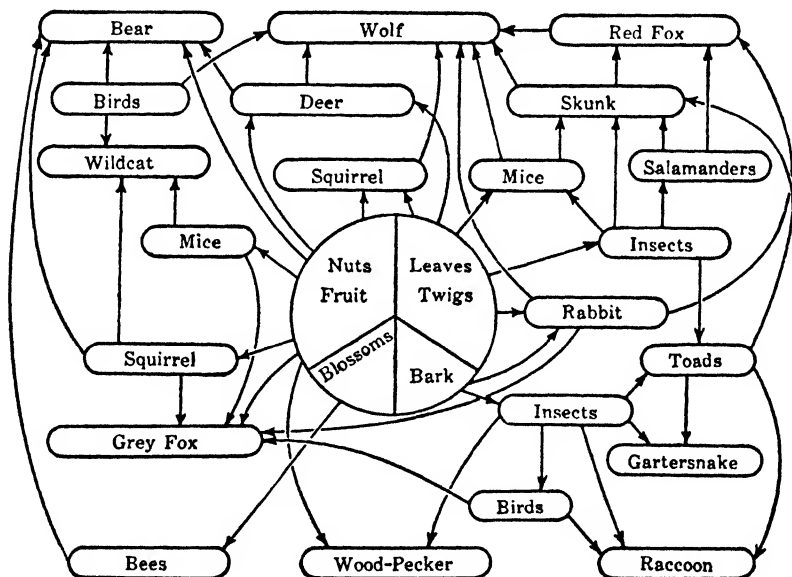 Bear
Wolf
Red Fox
Birds
Deer
Skunk
Wildcat
Squirrel
Mice
Salamanders
Mice
Insects
Nuts
Fruit
Leaves
Twigs
Rabbit
Blossoms
Bark
Squirrel
Toads
Insects
Grey Fox
Gartersnake
Birds
Bees
Wood-Pecker
Raccoon